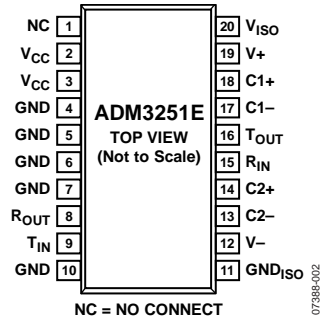 NC 1 20 VISO
VCC 2 19 V+
VCC 3 18 C1+
GND 4 17 C1–
ADM3251E
GND 5 16 TOUT
TOP VIEW
(Not to Scale)
GND 6 15 RIN
GND 7 14 C2+
ROUT 8 13 C2–
TIN 9 12 V–
GND 10 11 GNDISO
NC = NO CONNECT
07388-002